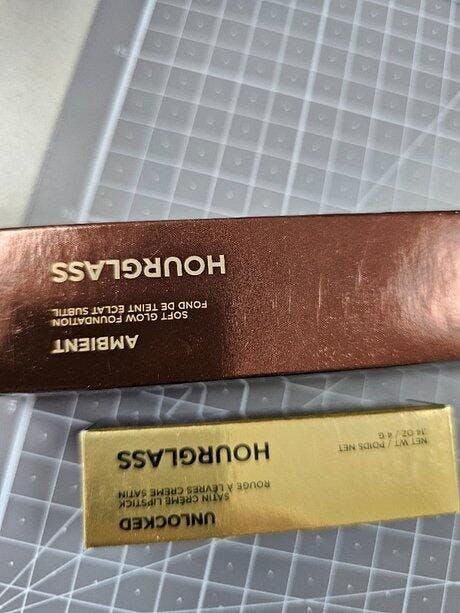 UNLOCKED
SATIN CRÈME LIPSTICK
ROUGE À LÈVRES CRÈME SATIN
HOURGLASS
NET WT / POIDS NET
.14 OZ / 4 G
AMBIENT
SOFT GLOW FOUNDATION
FOND DE TEINT ÉCLAT SUBTIL
HOURGLASS